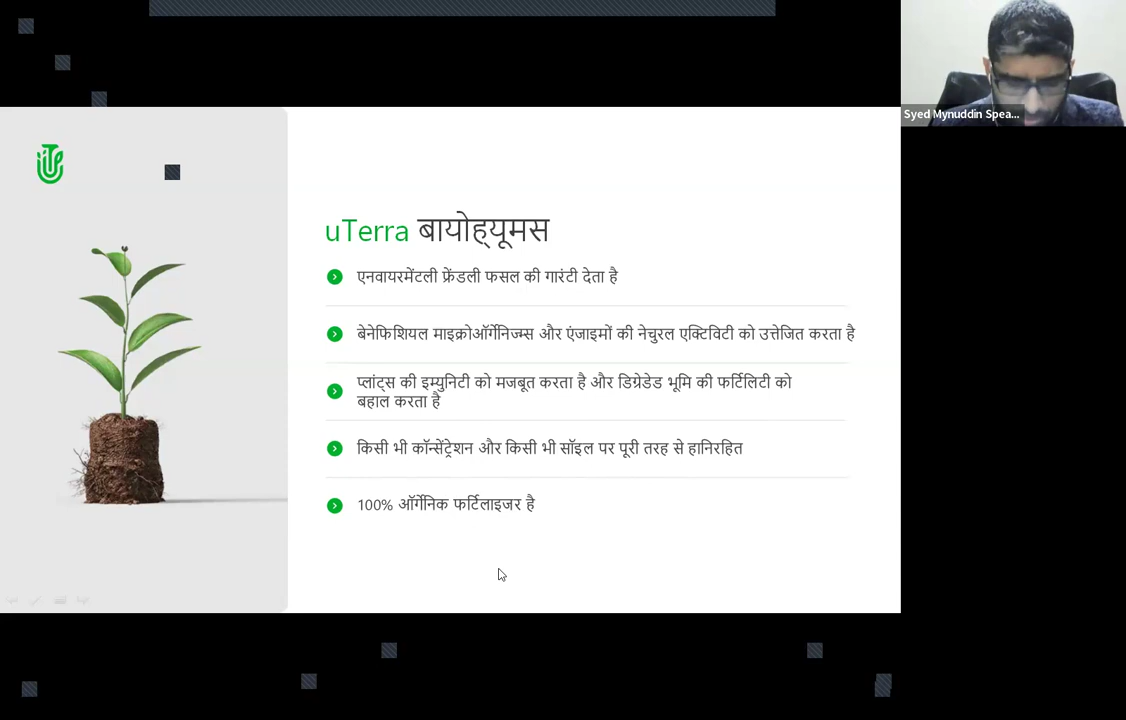 Syed Mynuddin Spea...
uTerra बायोह्यूमस
एनवायरमेंटली फ्रेंडली फसल की गारंटी देता है
बेनेफिशियल माइक्रोऑर्गेनिज्म्स और एंजाइमों की नेचुरल एक्टिविटी को उत्तेजित करता है
प्लांट्स की इम्युनिटी को मजबूत करता है और डिग्रेडेड भूमि की फर्टिलिटी को
बहाल करता है
किसी भी कॉन्सेंट्रेशन और किसी भी सॉइल पर पूरी तरह से हानिरहित
100% ऑर्गेनिक फर्टिलाइजर है